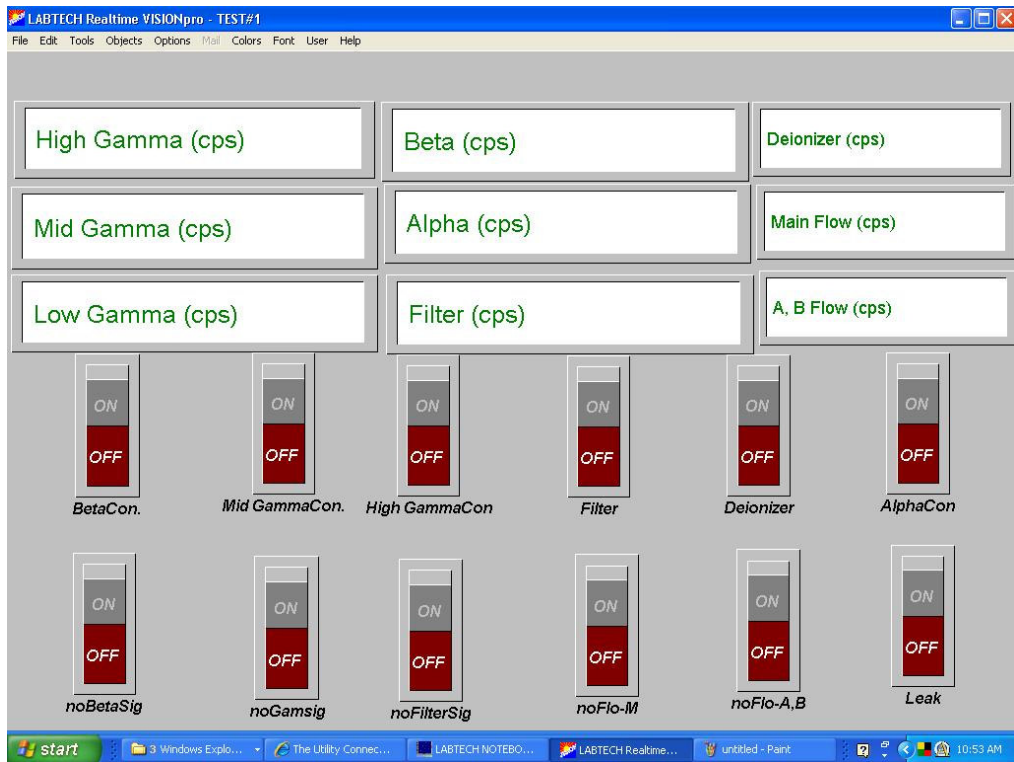 LABTECH Realtime VISIONpro - TEST#1
File Edit Tools Objects Options Mail Colors Font User Help
High Gamma (cps) Beta (cps) Deionizer (cps)
Mid Gamma (cps) Alpha (cps) Main Flow (cps)
Low Gamma (cps) Filter (cps) A, B Flow (cps)
ON ON ON ON ON ON
OFF OFF OFF OFF OFF OFF
BetaCon. Mid GammaCon. High GammaCon Filter Deionizer AlphaCon
ON ON ON ON ON ON
OFF OFF OFF OFF OFF OFF
noBetaSig noGamsig noFilterSig noFlo-M noFlo-A,B Leak
start 3 Windows Explo... The Utility Connec... LABTECH NOTEBO... LABTECH Realtime... untitled - Paint 10:53 AM